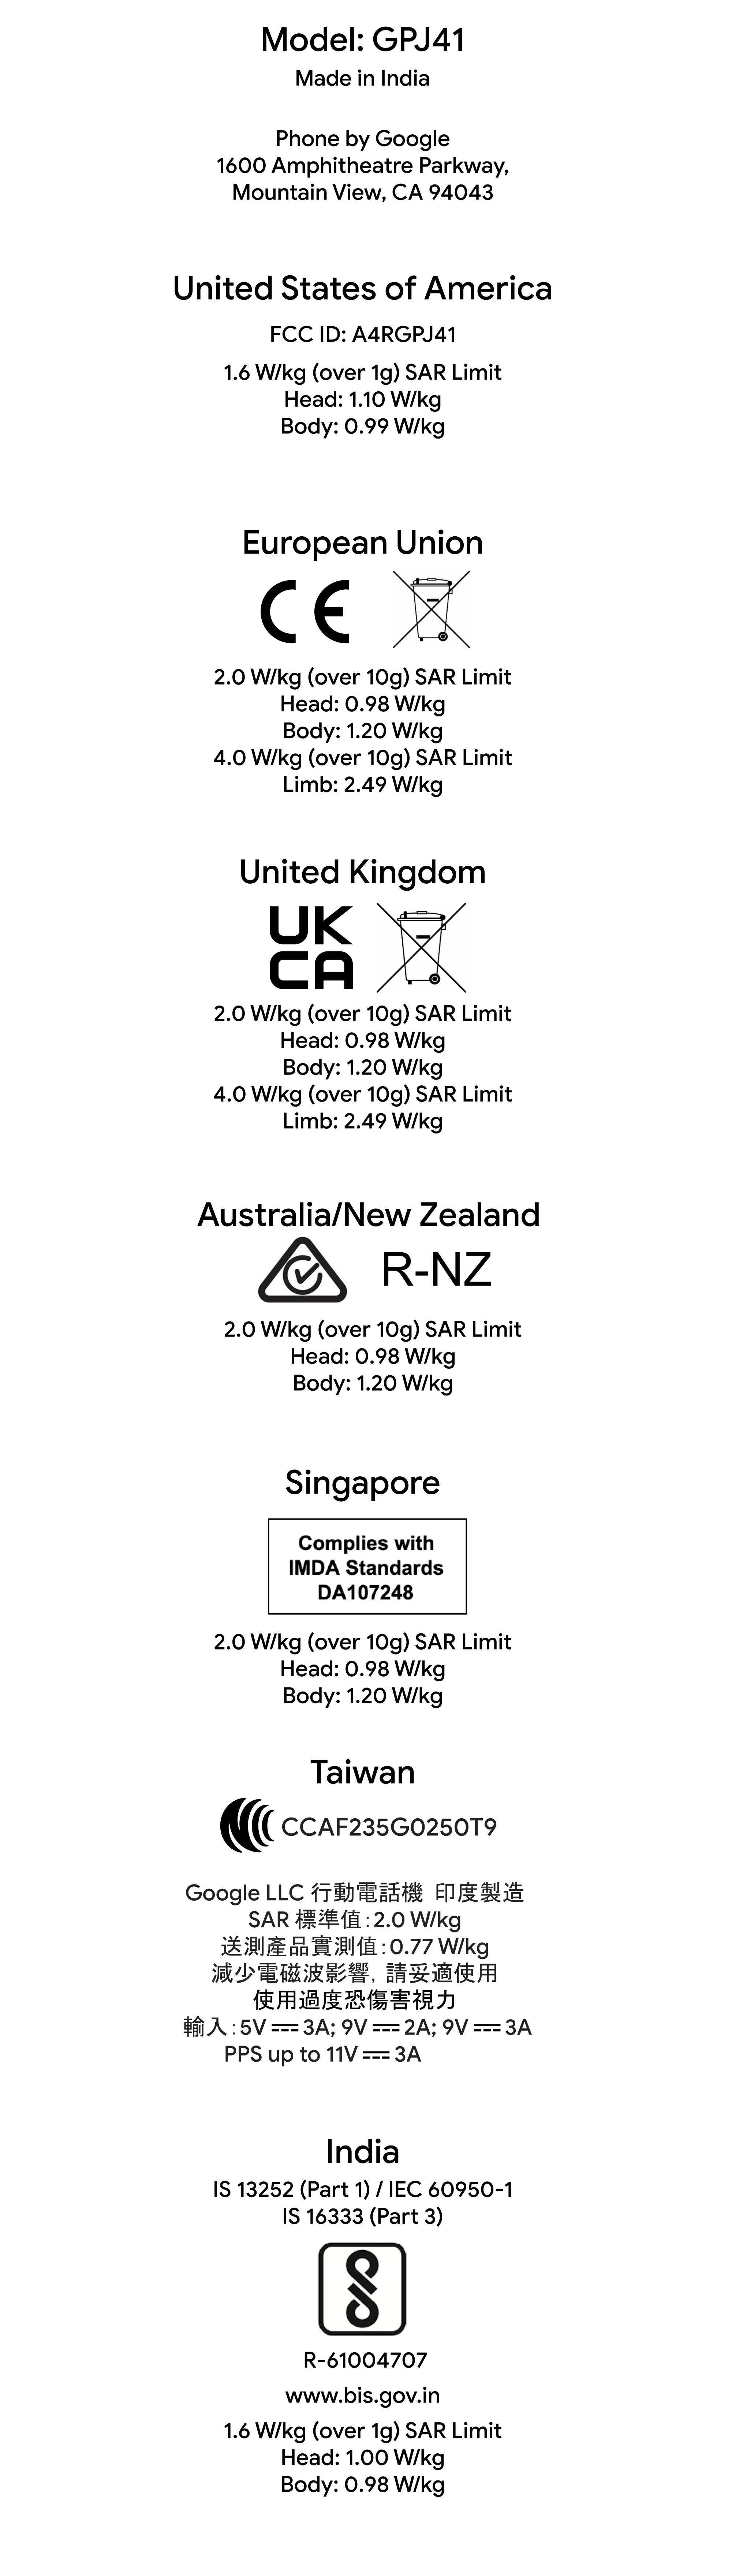 Model: GPJ41
Made in India
Phone by Google
1600 Amphitheatre Parkway,
Mountain View, CA 94043
United States of America
FCC ID: A4RGPJ41
1.6 W/kg (over 1g) SAR Limit
Head: 1.10 W/kg
Body: 0.99 W/kg
European Union
CE
2.0 W/kg (over 10g) SAR Limit
Head: 0.98 W/kg
Body: 1.20 W/kg
4.0 W/kg (over 10g) SAR Limit
Limb: 2.49 W/kg
United Kingdom
UK
CA
2.0 W/kg (over 10g) SAR Limit
Head: 0.98 W/kg
Body: 1.20 W/kg
4.0 W/kg (over 10g) SAR Limit
Limb: 2.49 W/kg
Australia/New Zealand
R-NZ
2.0 W/kg (over 10g) SAR Limit
Head: 0.98 W/kg
Body: 1.20 W/kg
Singapore
Complies with
IMDA Standards
DA107248
2.0 W/kg (over 10g) SAR Limit
Head: 0.98 W/kg
Body: 1.20 W/kg
Taiwan
CCAF235G0250T9
Google LLC 行動電話機 印度製造
SAR 標準值:2.0 W/kg
送測產品實測值:0.77 W/kg
減少電磁波影響, 請妥適使用
使用過度恐傷害視力
輸入:5V ⎓ 3A; 9V ⎓ 2A; 9V ⎓ 3A
PPS up to 11V ⎓ 3A
India
IS 13252 (Part 1) / IEC 60950-1
IS 16333 (Part 3)
R-61004707
www.bis.gov.in
1.6 W/kg (over 1g) SAR Limit
Head: 1.00 W/kg
Body: 0.98 W/kg